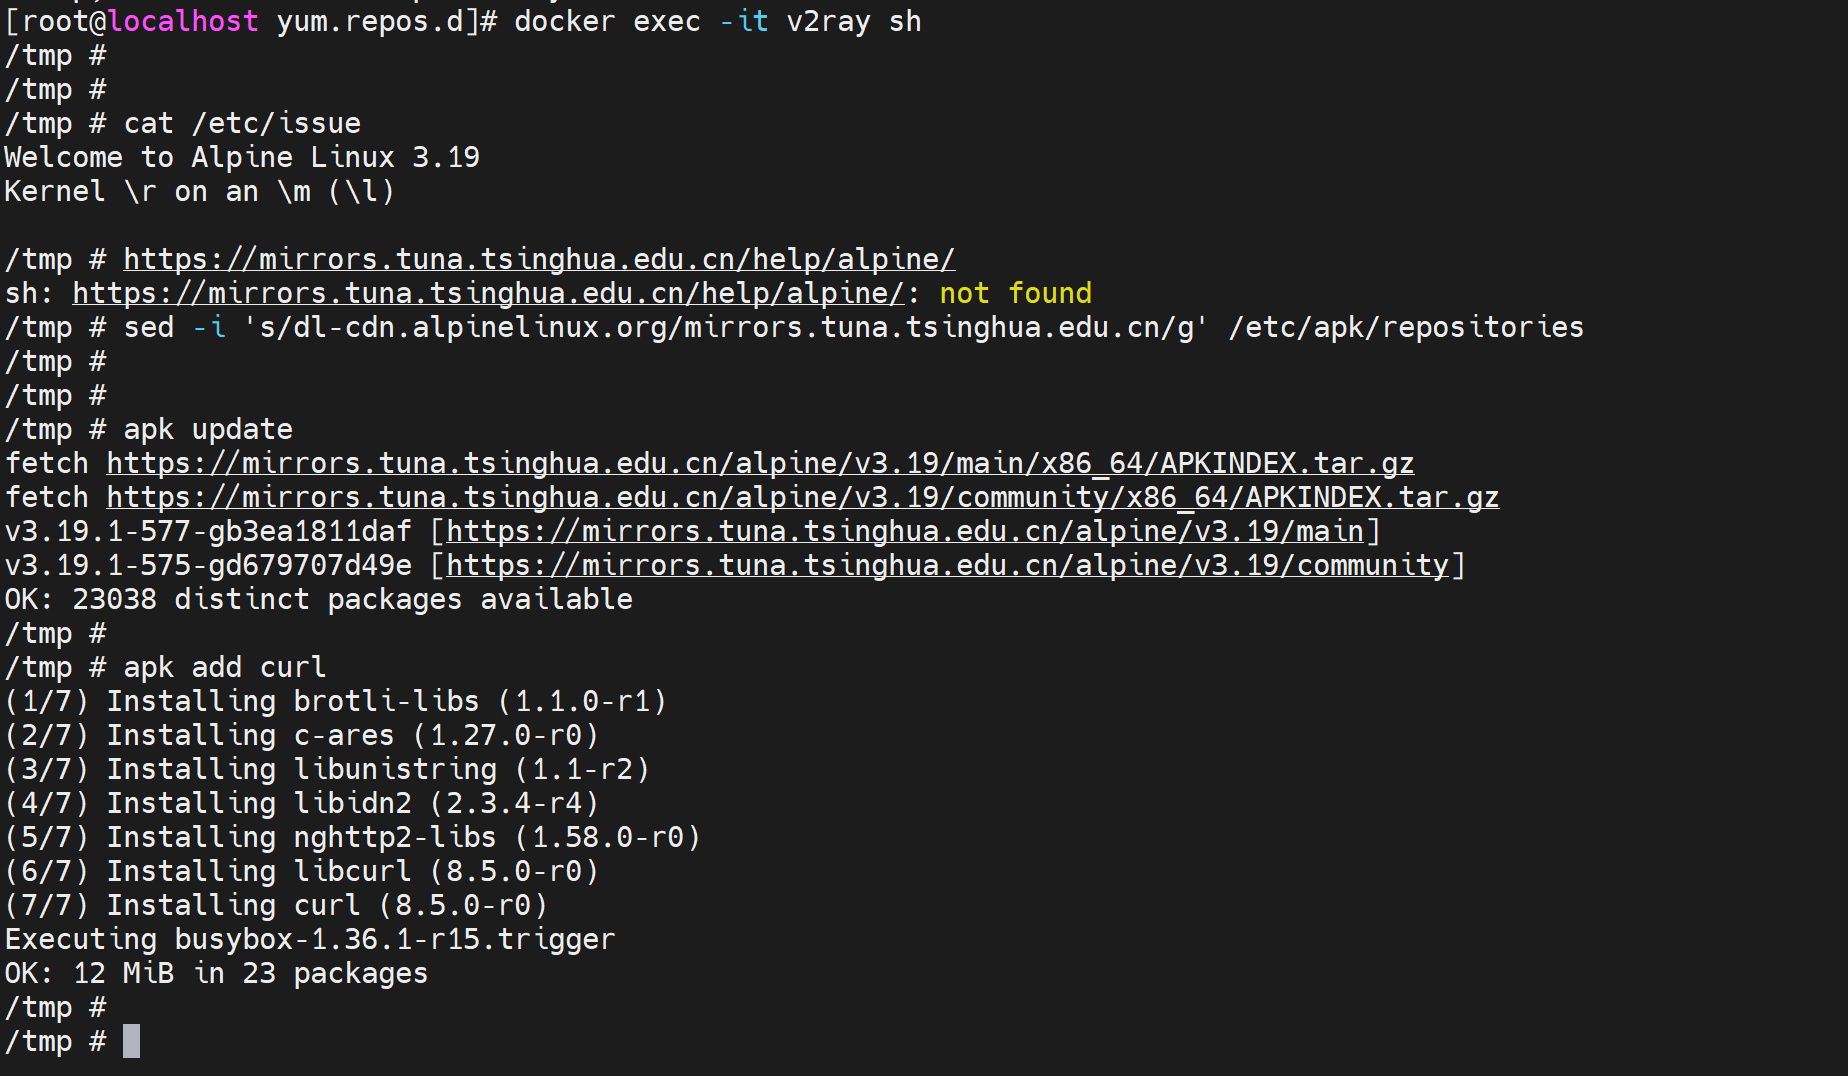 [root@localhost yum.repos.d]# docker exec -it v2ray sh
/tmp #
/tmp #
/tmp # cat /etc/issue
Welcome to Alpine Linux 3.19
Kernel \r on an \m (\l)
/tmp # https://mirrors.tuna.tsinghua.edu.cn/help/alpine/
sh: https://mirrors.tuna.tsinghua.edu.cn/help/alpine/: not found
/tmp # sed -i 's/dl-cdn.alpinelinux.org/mirrors.tuna.tsinghua.edu.cn/g' /etc/apk/repositories
/tmp #
/tmp #
/tmp # apk update
fetch https://mirrors.tuna.tsinghua.edu.cn/alpine/v3.19/main/x86_64/APKINDEX.tar.gz
fetch https://mirrors.tuna.tsinghua.edu.cn/alpine/v3.19/community/x86_64/APKINDEX.tar.gz
v3.19.1-577-gb3ea1811daf [https://mirrors.tuna.tsinghua.edu.cn/alpine/v3.19/main]
v3.19.1-575-gd679707d49e [https://mirrors.tuna.tsinghua.edu.cn/alpine/v3.19/community]
OK: 23038 distinct packages available
/tmp #
/tmp # apk add curl
(1/7) Installing brotli-libs (1.1.0-r1)
(2/7) Installing c-ares (1.27.0-r0)
(3/7) Installing libunistring (1.1-r2)
(4/7) Installing libidn2 (2.3.4-r4)
(5/7) Installing nghttp2-libs (1.58.0-r0)
(6/7) Installing libcurl (8.5.0-r0)
(7/7) Installing curl (8.5.0-r0)
Executing busybox-1.36.1-r15.trigger
OK: 12 MiB in 23 packages
/tmp #
/tmp #